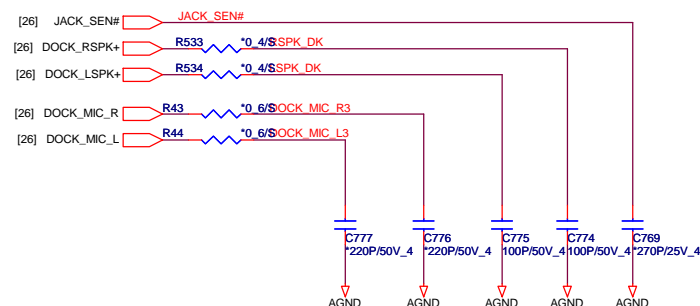 [26] JACK_SEN# JACK_SEN#
[26] DOCK_RSPK+ R533 *0_4/S RSPK_DK
[26] DOCK_LSPK+ R534 *0_4/S LSPK_DK
[26] DOCK_MIC_R R43 *0_6/S DOCK_MIC_R3
[26] DOCK_MIC_L R44 *0_6/S DOCK_MIC_L3
C777 C776 C775 C774 C769
*220P/50V_4 *220P/50V_4 100P/50V_4 100P/50V_4 *270P/25V_4
AGND AGND AGND AGND AGND